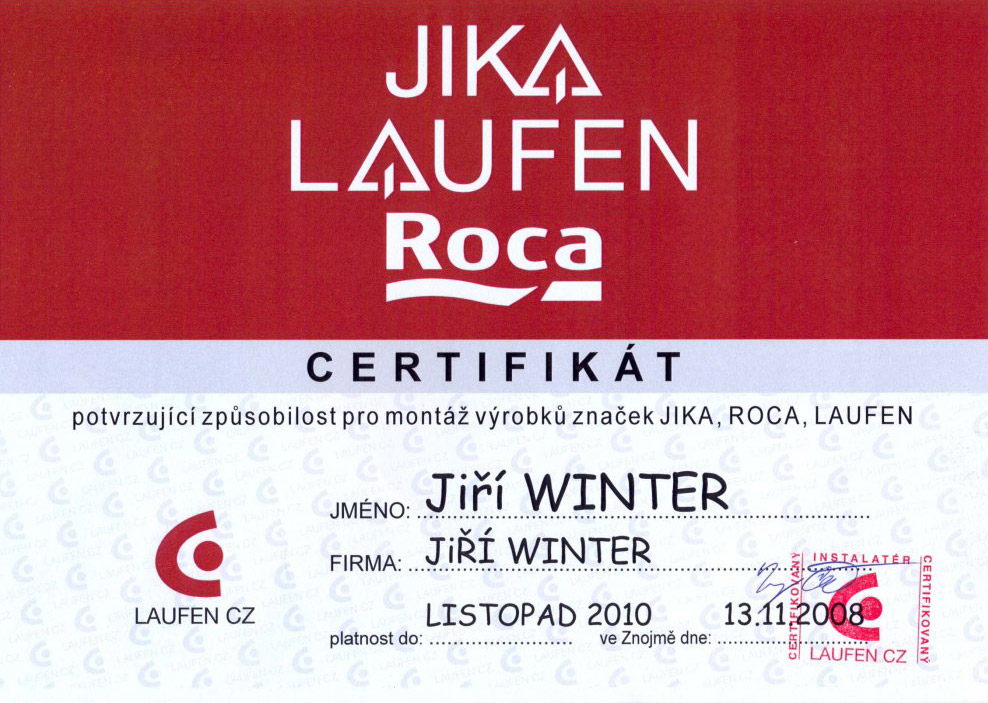 JIKA
LAUFEN
Roca
CERTIFIKÁT
potvrzující způsobilost pro montáž výrobků značek JIKA, ROCA, LAUFEN
JMÉNO: Jiří WINTER
FIRMA: JiŘÍ WINTER
LAUFEN CZ
platnost do: LISTOPAD 2010 ve Znojmě dne: 13.11.2008
CERTIFIKOVANÝ
INSTALATÉR
CERTIFIKOVANÝ
LAUFEN CZ